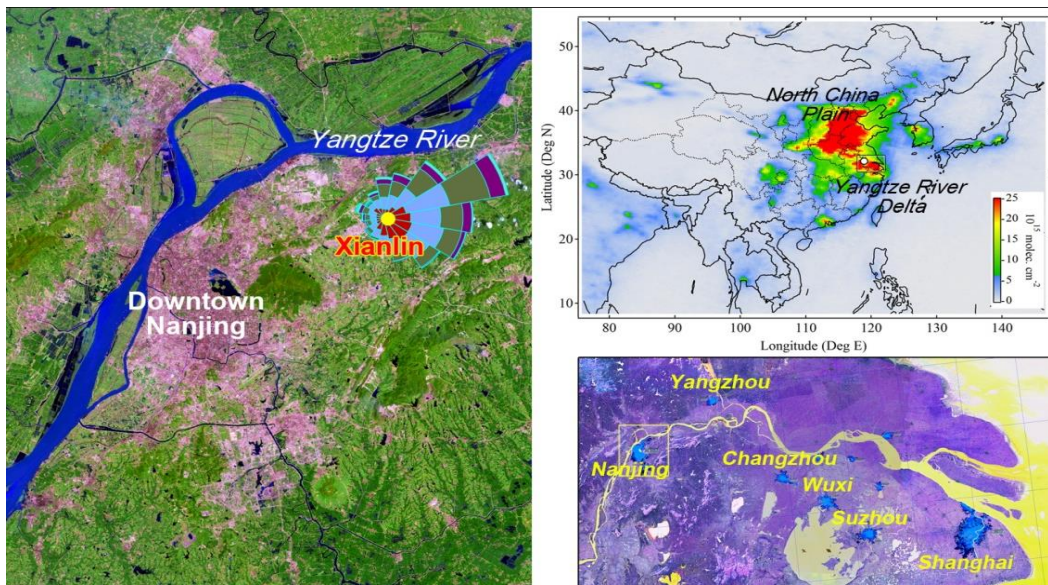 Yangtze River
Xianlin
Downtown
Nanjing
50
40
30
20
10
Latitude (Deg N)
North China
Plain
Yangtze River
Delta
25
20
15
10
5
0
10¹⁵ molec. cm⁻²
80
90
100
110
120
130
140
Longitude (Deg E)
Yangzhou
Nanjing
Changzhou
Wuxi
Suzhou
Shanghai